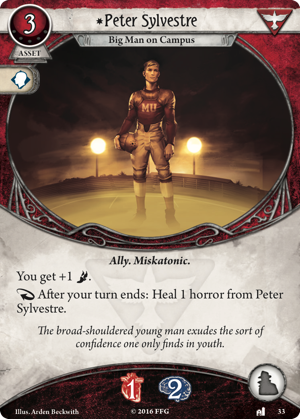 3
*Peter Sylvestre
ASSET
Big Man on Campus
MU
Ally. Miskatonic.
You get +1 .
After your turn ends: Heal 1 horror from Peter
Sylvestre.
The broad-shouldered young man exudes the sort of
confidence one only finds in youth.
1
2
Illus. Arden Beckwith
© 2016 FFG
33